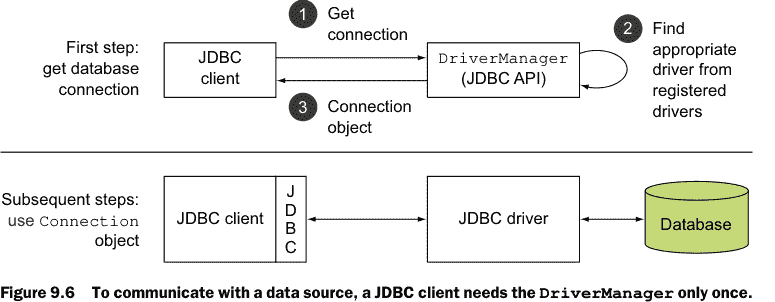 First step:
get database
connection
JDBC
client
1 Get
connection
3 Connection
object
DriverManager
(JDBC API)
2 Find
appropriate
driver from
registered
drivers
Subsequent steps:
use Connection
object
JDBC client
J
D
B
C
JDBC driver
Database
Figure 9.6 To communicate with a data source, a JDBC client needs the DriverManager only once.